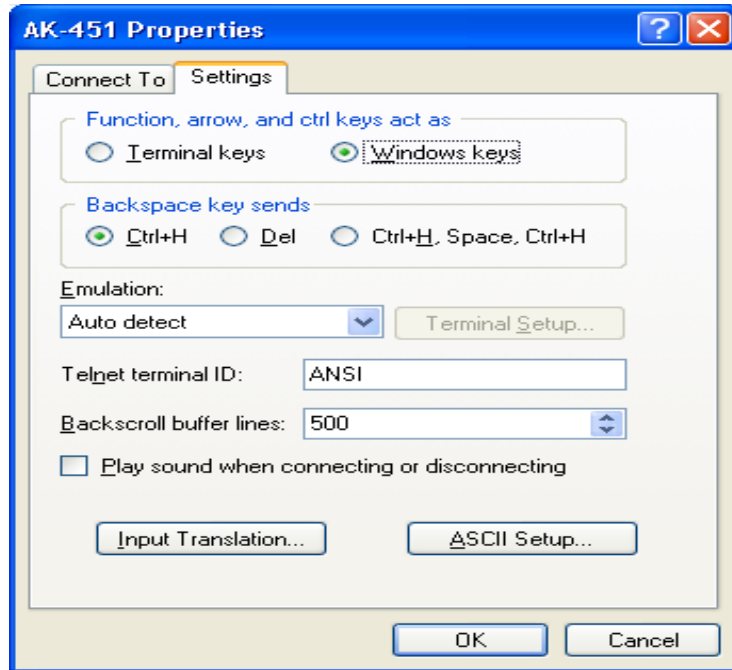 AK-451 Properties
Connect To Settings
Function, arrow, and ctrl keys act as
Terminal keys Windows keys
Backspace key sends
Ctrl+H Del Ctrl+H, Space, Ctrl+H
Emulation:
Auto detect Terminal Setup...
Telnet terminal ID: ANSI
Backscroll buffer lines: 500
Play sound when connecting or disconnecting
Input Translation... ASCII Setup...
OK Cancel